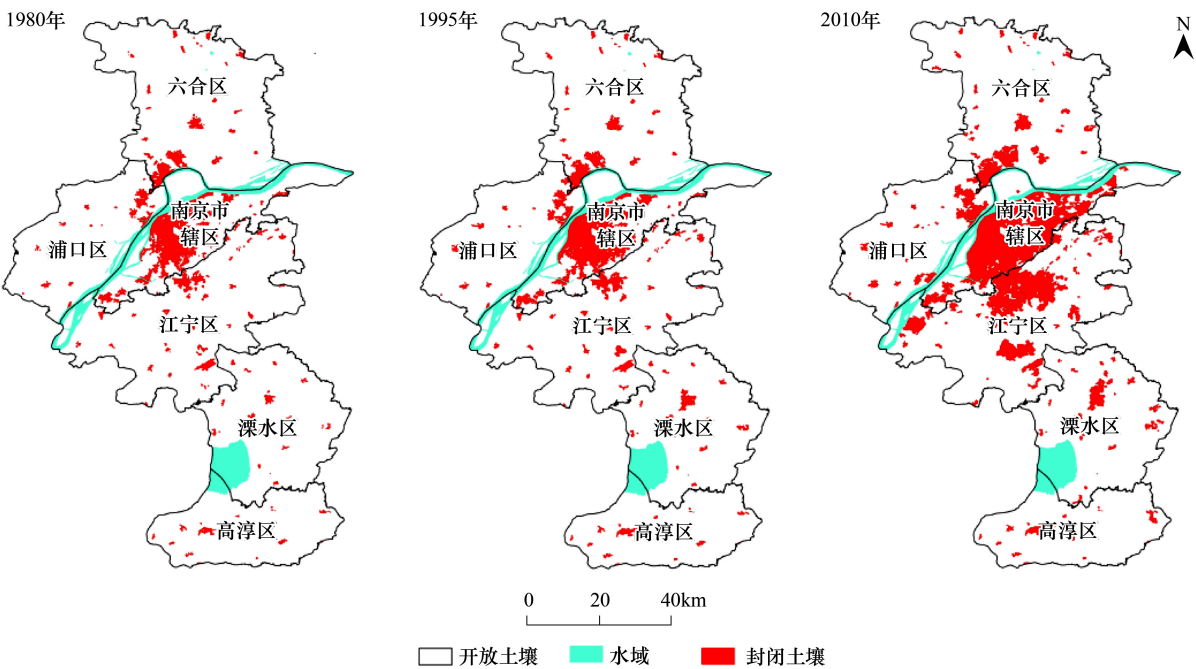 1980年
六合区
南京市
辖区
浦口区
江宁区
溧水区
高淳区
1995年
六合区
南京市
辖区
浦口区
江宁区
溧水区
高淳区
2010年
N
六合区
南京市
辖区
浦口区
江宁区
溧水区
高淳区
0 20 40km
开放土壤 水域 封闭土壤